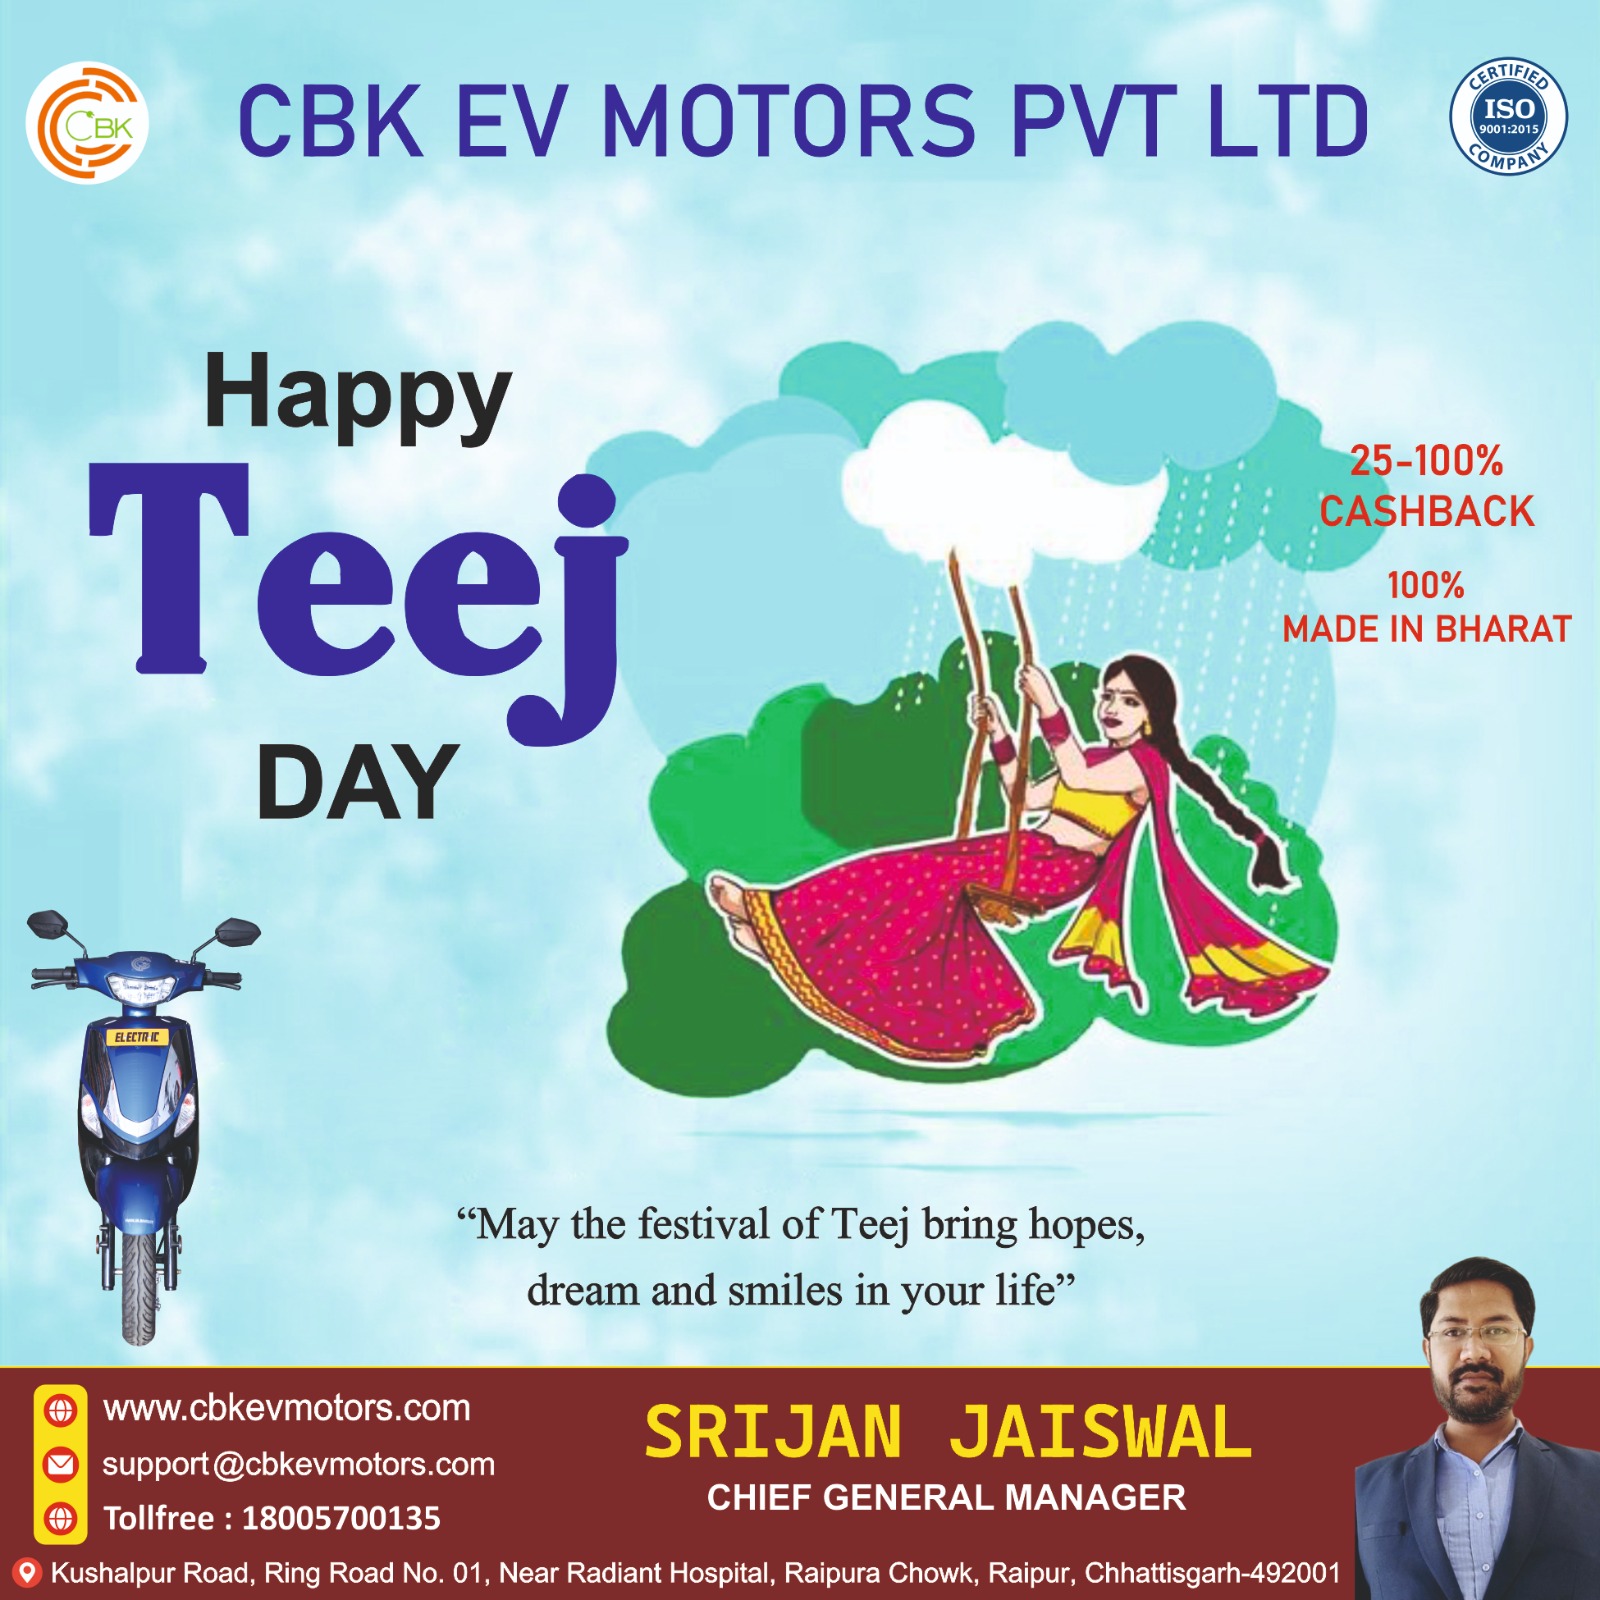 CBK
CBK EV MOTORS PVT LTD
CERTIFIED
ISO
9001:2015
COMPANY
Happy
Teej
DAY
25-100%
CASHBACK
100%
MADE IN BHARAT
ELECTRIC
“May the festival of Teej bring hopes,
dream and smiles in your life”
www.cbkevmotors.com
support@cbkevmotors.com
Tollfree : 18005700135
SRIJAN JAISWAL
CHIEF GENERAL MANAGER
Kushalpur Road, Ring Road No. 01, Near Radiant Hospital, Raipura Chowk, Raipur, Chhattisgarh-492001